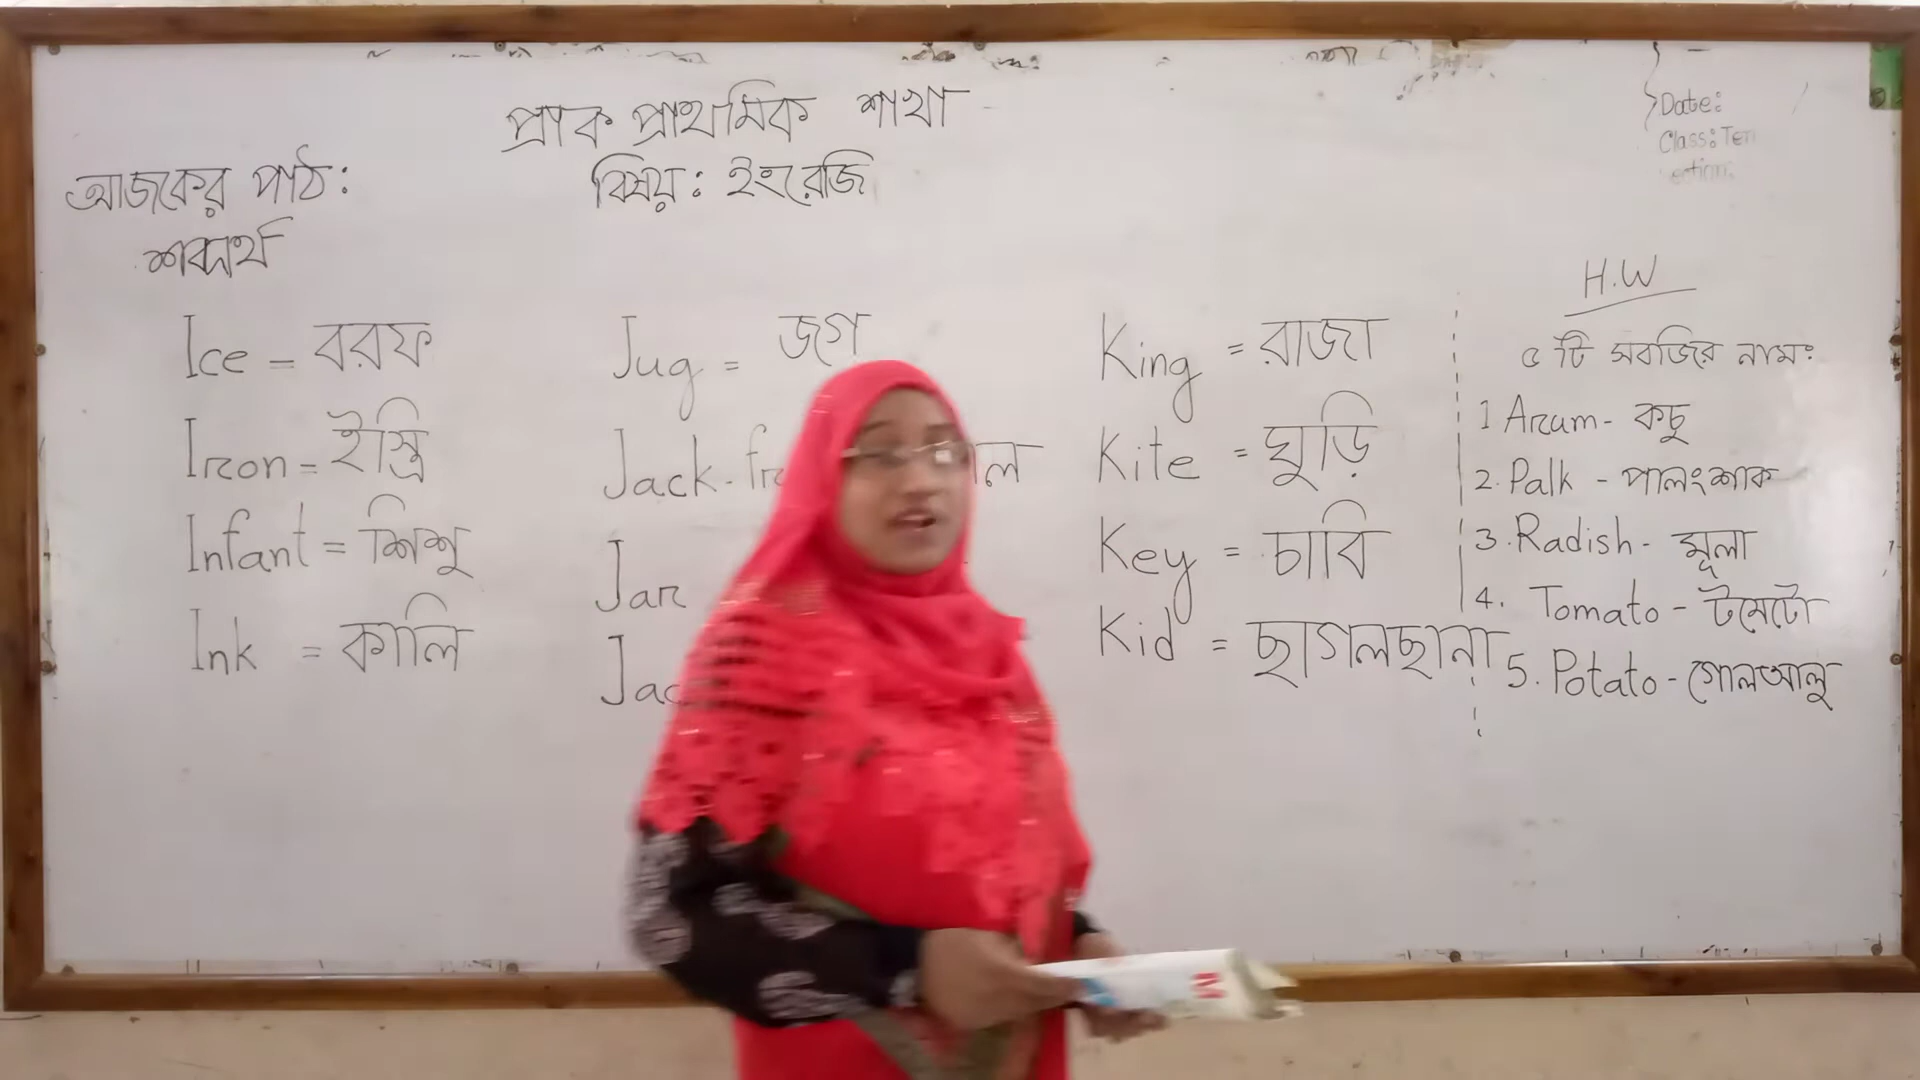 প্রাক প্রাথমিক শাখা
বিষয়: ইংরেজি
আজকের পাঠ:
শব্দার্থ
Ice = বরফ
Iron = ইস্ত্রি
Infant = শিশু
Ink = কালি
Jug = জগ
Jack-
Jar
King = রাজা
Kite = ঘুড়ি
Key = চাবি
Kid = ছাগলছানা
H.W
৫ টি সবজির নামঃ
1 Arum- কচু
2. Palk - পালংশাক
3. Radish- মূলা
4. Tomato - টমেটো
5. Potato - গোলআলু
Date:
Class: Ten